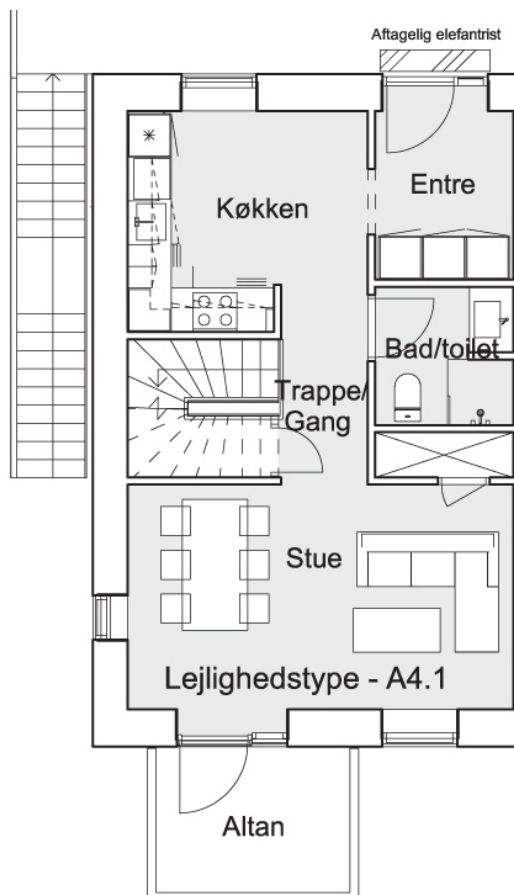 Aftagelig elefantrist
Køkken
Entre
Bad/toilet
Trappe/
Gang
Stue
Lejlighedstype - A4.1
Altan